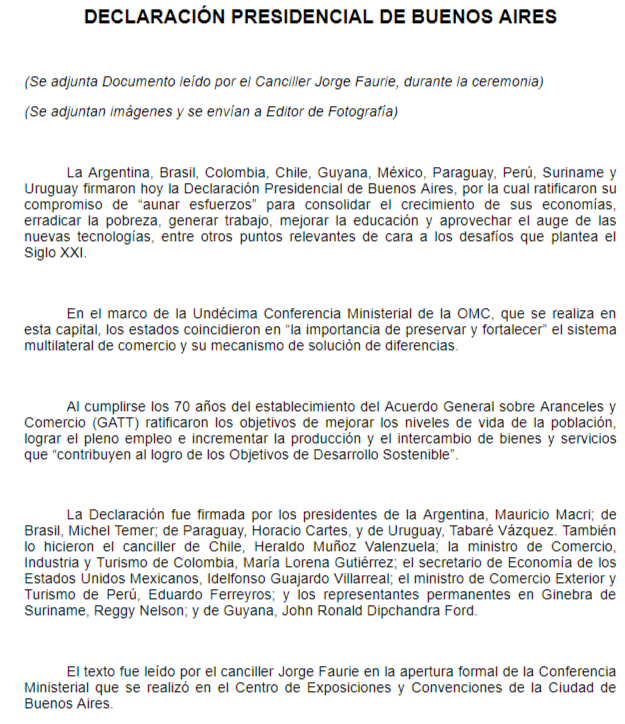 DECLARACIÓN PRESIDENCIAL DE BUENOS AIRES
(Se adjunta Documento leído por el Canciller Jorge Faurie, durante la ceremonia)
(Se adjuntan imágenes y se envían a Editor de Fotografía)
La Argentina, Brasil, Colombia, Chile, Guyana, México, Paraguay, Perú, Suriname y
Uruguay firmaron hoy la Declaración Presidencial de Buenos Aires, por la cual ratificaron su
compromiso de “aunar esfuerzos” para consolidar el crecimiento de sus economías,
erradicar la pobreza, generar trabajo, mejorar la educación y aprovechar el auge de las
nuevas tecnologías, entre otros puntos relevantes de cara a los desafíos que plantea el
Siglo XXI.
En el marco de la Undécima Conferencia Ministerial de la OMC, que se realiza en
esta capital, los estados coincidieron en “la importancia de preservar y fortalecer” el sistema
multilateral de comercio y su mecanismo de solución de diferencias.
Al cumplirse los 70 años del establecimiento del Acuerdo General sobre Aranceles y
Comercio (GATT) ratificaron los objetivos de mejorar los niveles de vida de la población,
lograr el pleno empleo e incrementar la producción y el intercambio de bienes y servicios
que “contribuyen al logro de los Objetivos de Desarrollo Sostenible”.
La Declaración fue firmada por los presidentes de la Argentina, Mauricio Macri; de
Brasil, Michel Temer; de Paraguay, Horacio Cartes, y de Uruguay, Tabaré Vázquez. También
lo hicieron el canciller de Chile, Heraldo Muñoz Valenzuela; la ministro de Comercio,
Industria y Turismo de Colombia, María Lorena Gutiérrez; el secretario de Economía de los
Estados Unidos Mexicanos, Idelfonso Guajardo Villarreal; el ministro de Comercio Exterior y
Turismo de Perú, Eduardo Ferreyros; y los representantes permanentes en Ginebra de
Suriname, Reggy Nelson; y de Guyana, John Ronald Dipchandra Ford.
El texto fue leído por el canciller Jorge Faurie en la apertura formal de la Conferencia
Ministerial que se realizó en el Centro de Exposiciones y Convenciones de la Ciudad de
Buenos Aires.